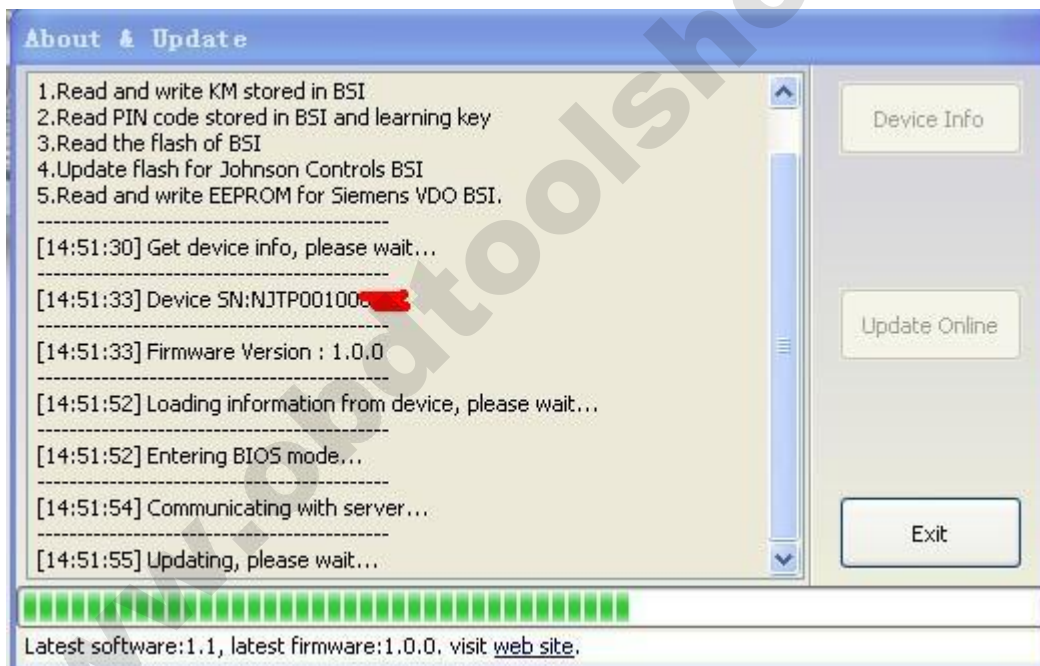 About & Update
1.Read and write KM stored in BSI
2.Read PIN code stored in BSI and learning key
3.Read the flash of BSI
4.Update flash for Johnson Controls BSI
5.Read and write EEPROM for Siemens VDO BSI.
---------------------------------------------
[14:51:30] Get device info, please wait...
---------------------------------------------
[14:51:33] Device SN:NJTP00100
---------------------------------------------
[14:51:33] Firmware Version : 1.0.0
---------------------------------------------
[14:51:52] Loading information from device, please wait...
---------------------------------------------
[14:51:52] Entering BIOS mode...
---------------------------------------------
[14:51:54] Communicating with server...
---------------------------------------------
[14:51:55] Updating, please wait...
Device Info
Update Online
Exit
Latest software:1.1, latest firmware:1.0.0. visit web site.
www.obdtoolsho